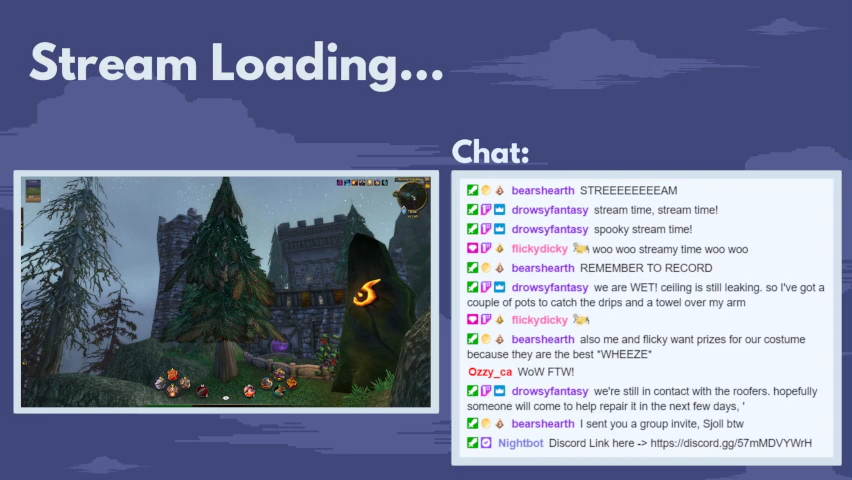 Stream Loading...
Chat:
bearshearth STREEEEEEEEAM
drowsyfantasy stream time, stream time!
drowsyfantasy spooky stream time!
flickydicky woo woo streamy time woo woo
bearshearth REMEMBER TO RECORD
drowsyfantasy we are WET! ceiling is still leaking. so I've got a
couple of pots to catch the drips and a towel over my arm
flickydicky
bearshearth also me and flicky want prizes for our costume
because they are the best *WHEEZE*
Ozzy_ca WoW FTW!
drowsyfantasy we're still in contact with the roofers. hopefully
someone will come to help repair it in the next few days, '
bearshearth I sent you a group invite, Sjoll btw
Nightbot Discord Link here -> https://discord.gg/57mMDVYWrH